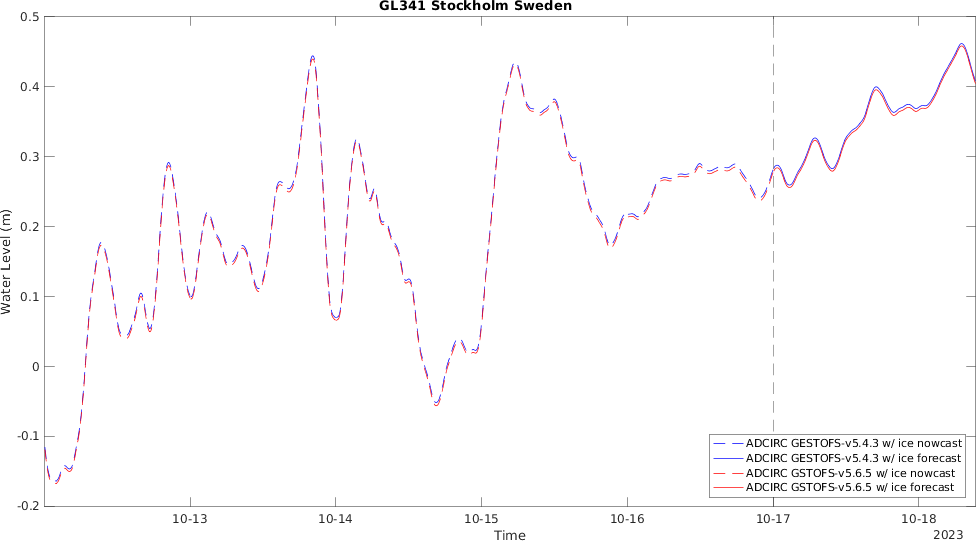 GL341 Stockholm Sweden
0.5
0.4
0.3
0.2
0.1
0
-0.1
-0.2
Water Level (m)
10-13
10-14
10-15
10-16
10-17
10-18
Time
2023
ADCIRC GESTOFS-v5.4.3 w/ ice nowcast
ADCIRC GESTOFS-v5.4.3 w/ ice forecast
ADCIRC GSTOFS-v5.6.5 w/ ice nowcast
ADCIRC GSTOFS-v5.6.5 w/ ice forecast